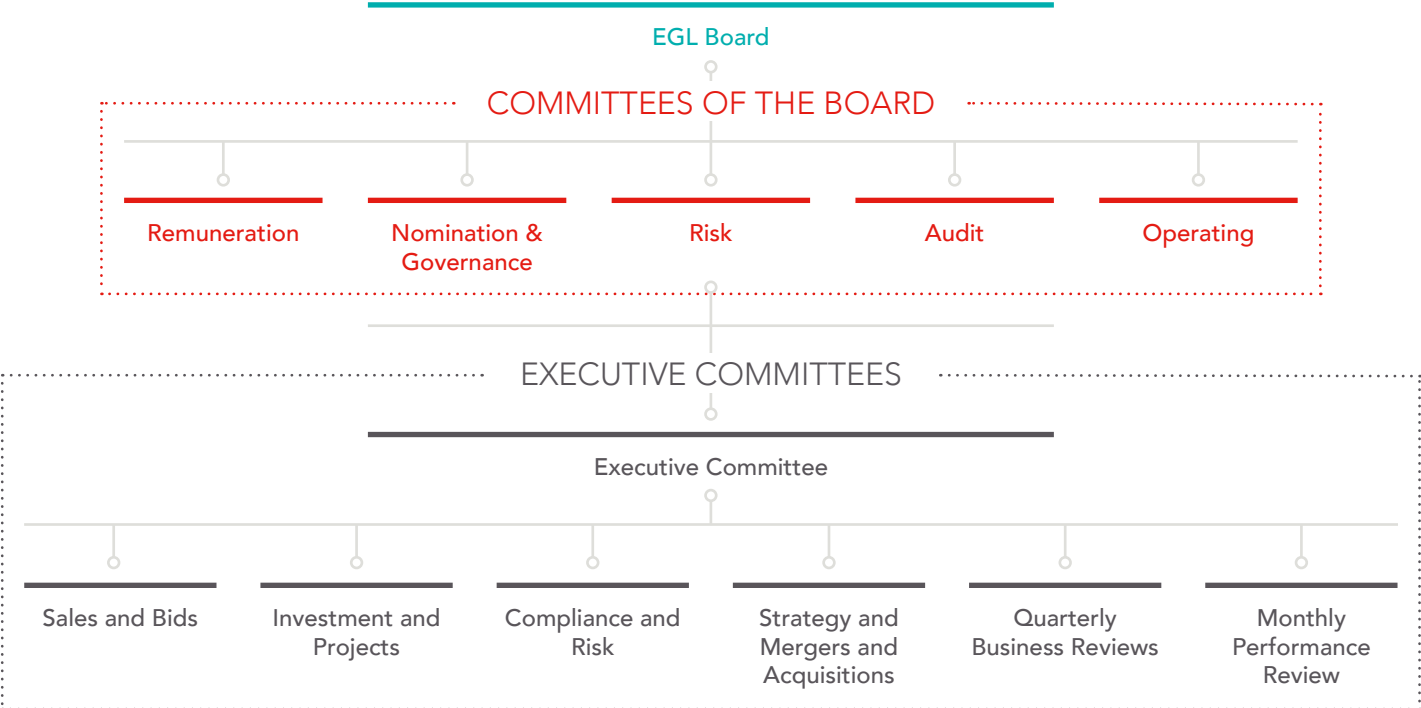 EGL Board
COMMITTEES OF THE BOARD
Remuneration
Nomination &
Governance
Risk
Audit
Operating
EXECUTIVE COMMITTEES
Executive Committee
Sales and Bids
Investment and
Projects
Compliance and
Risk
Strategy and
Mergers and
Acquisitions
Quarterly
Business Reviews
Monthly
Performance
Review